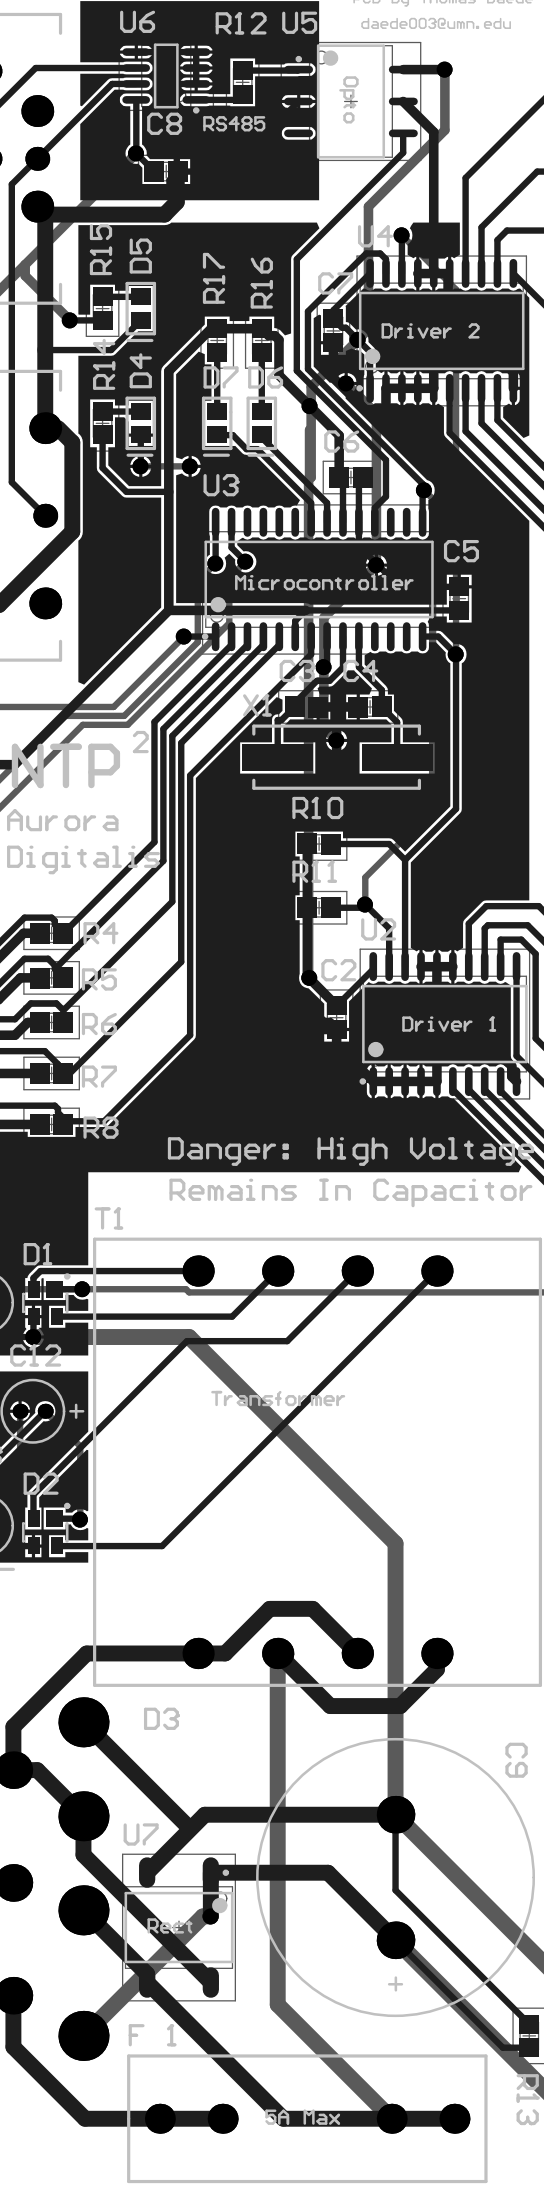 PCB by Thomas Daede
daede003@umn.edu
U6
R12
U5
C8
RS485
Opto
R15
D5
R17
R16
C7
U4
Driver 2
R14
D4
D7
D6
C6
U3
C5
Microcontroller
C3
C4
X1
NTP 2
Aurora
Digitalis
R10
R11
U2
R4
C2
R5
R6
Driver 1
R7
R8
Danger: High Voltage
Remains In Capacitor
T1
D1
C12
+
Transformer
D2
D3
C9
U7
Rect
+
F 1
R13
5A Max